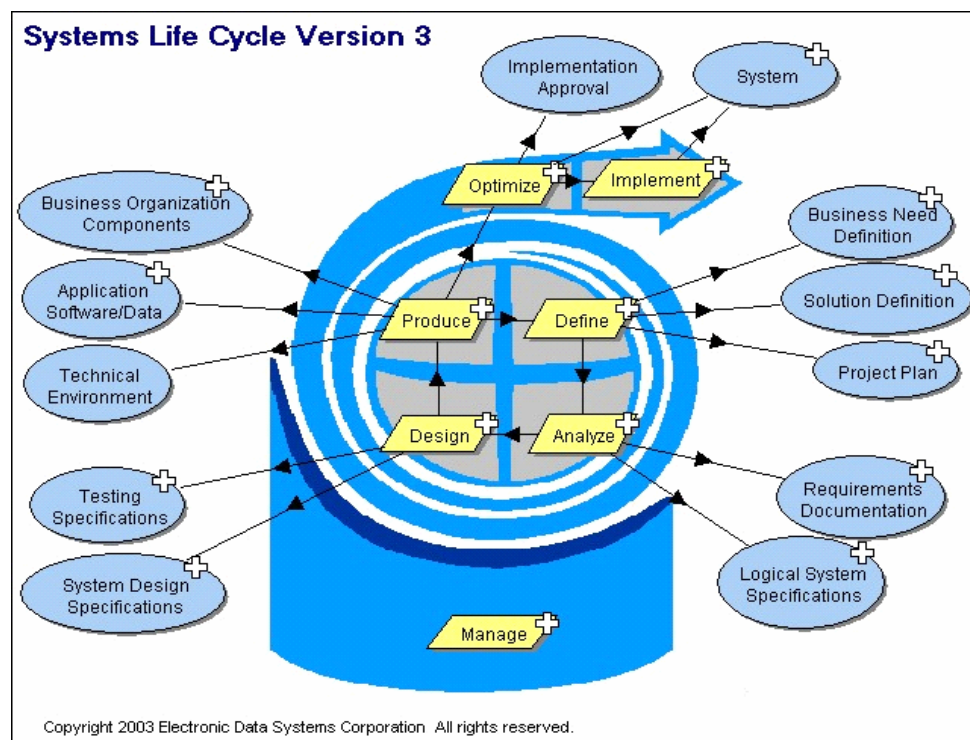 Systems Life Cycle Version 3
Implementation
Approval
System
Optimize
Implement
Business Organization
Components
Business Need
Definition
Application
Software/Data
Produce
Define
Solution Definition
Technical
Environment
Project Plan
Design
Analyze
Testing
Specifications
Requirements
Documentation
System Design
Specifications
Logical System
Specifications
Manage
Copyright 2003 Electronic Data Systems Corporation  All rights reserved.